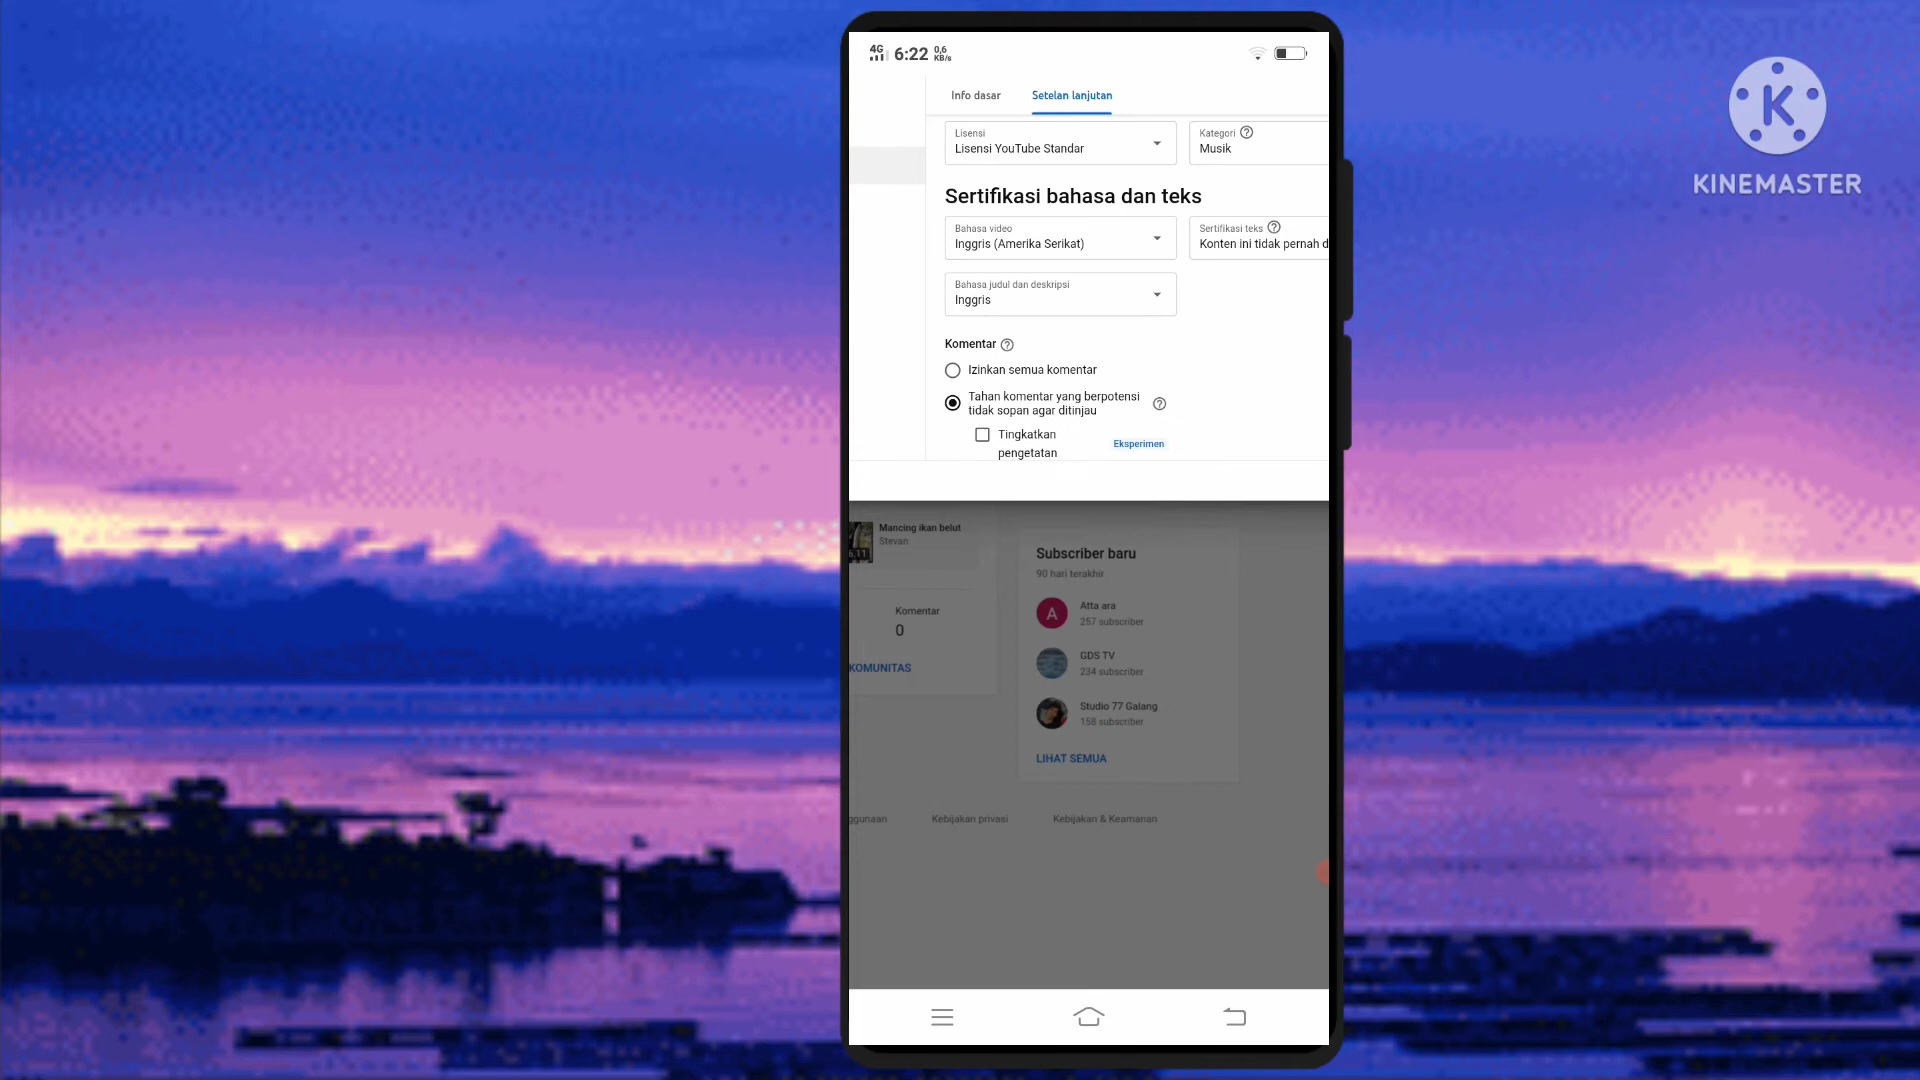 4G 6:22 0,6 KB/s
Info dasar
Setelan lanjutan
Lisensi
Lisensi YouTube Standar
Kategori
Musik
Sertifikasi bahasa dan teks
Bahasa video
Inggris (Amerika Serikat)
Sertifikasi teks
Konten ini tidak pernah d
Bahasa judul dan deskripsi
Inggris
Komentar
Izinkan semua komentar
Tahan komentar yang berpotensi
tidak sopan agar ditinjau
Tingkatkan
pengetatan
Eksperimen
Mancing ikan belut
Stevan
6.11
Komentar
0
KOMUNITAS
Subscriber baru
90 hari terakhir
A
Atta ara
257 subscriber
GDS TV
234 subscriber
Studio 77 Galang
158 subscriber
LIHAT SEMUA
ggunaan
Kebijakan privasi
Kebijakan & Keamanan
K
KINEMASTER